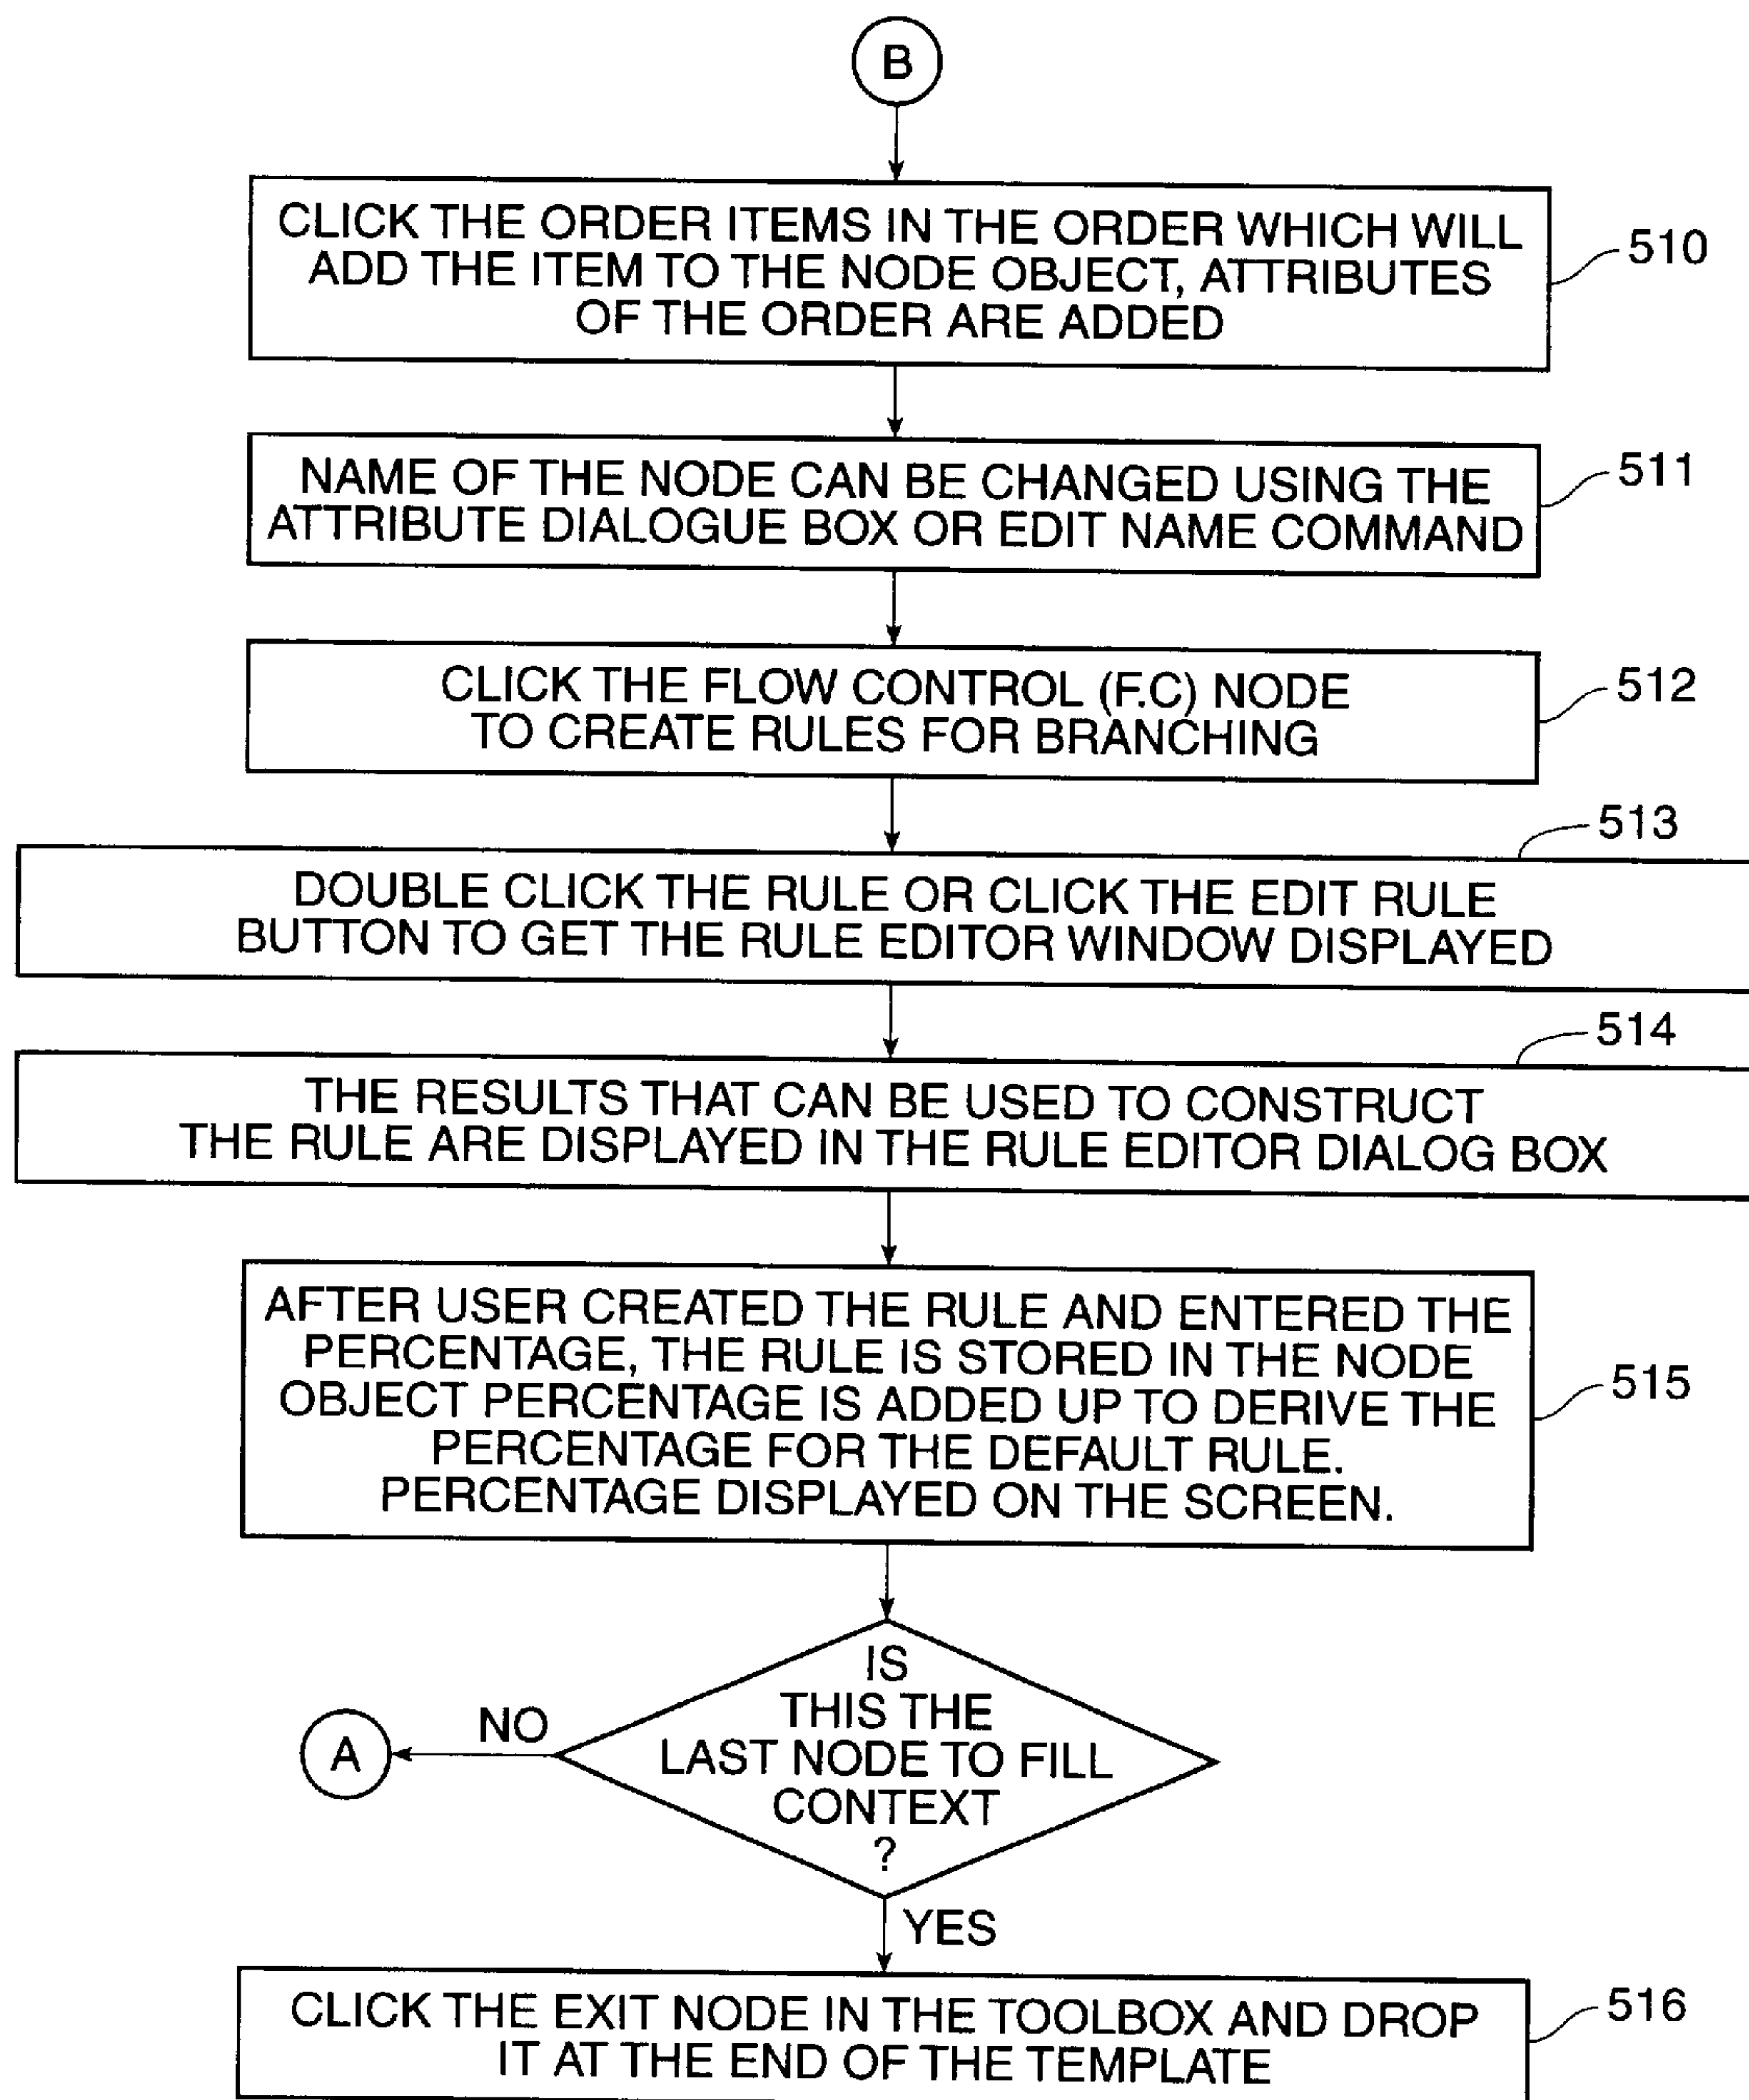 B
CLICK THE ORDER ITEMS IN THE ORDER WHICH WILL
ADD THE ITEM TO THE NODE OBJECT, ATTRIBUTES
OF THE ORDER ARE ADDED
510
NAME OF THE NODE CAN BE CHANGED USING THE
ATTRIBUTE DIALOGUE BOX OR EDIT NAME COMMAND
511
CLICK THE FLOW CONTROL (F.C) NODE
TO CREATE RULES FOR BRANCHING
512
513
DOUBLE CLICK THE RULE OR CLICK THE EDIT RULE
BUTTON TO GET THE RULE EDITOR WINDOW DISPLAYED
514
THE RESULTS THAT CAN BE USED TO CONSTRUCT
THE RULE ARE DISPLAYED IN THE RULE EDITOR DIALOG BOX
AFTER USER CREATED THE RULE AND ENTERED THE
PERCENTAGE, THE RULE IS STORED IN THE NODE
OBJECT PERCENTAGE IS ADDED UP TO DERIVE THE
PERCENTAGE FOR THE DEFAULT RULE.
PERCENTAGE DISPLAYED ON THE SCREEN.
515
IS
THIS THE
LAST NODE TO FILL
CONTEXT
?
NO
A
YES
CLICK THE EXIT NODE IN THE TOOLBOX AND DROP
IT AT THE END OF THE TEMPLATE
516